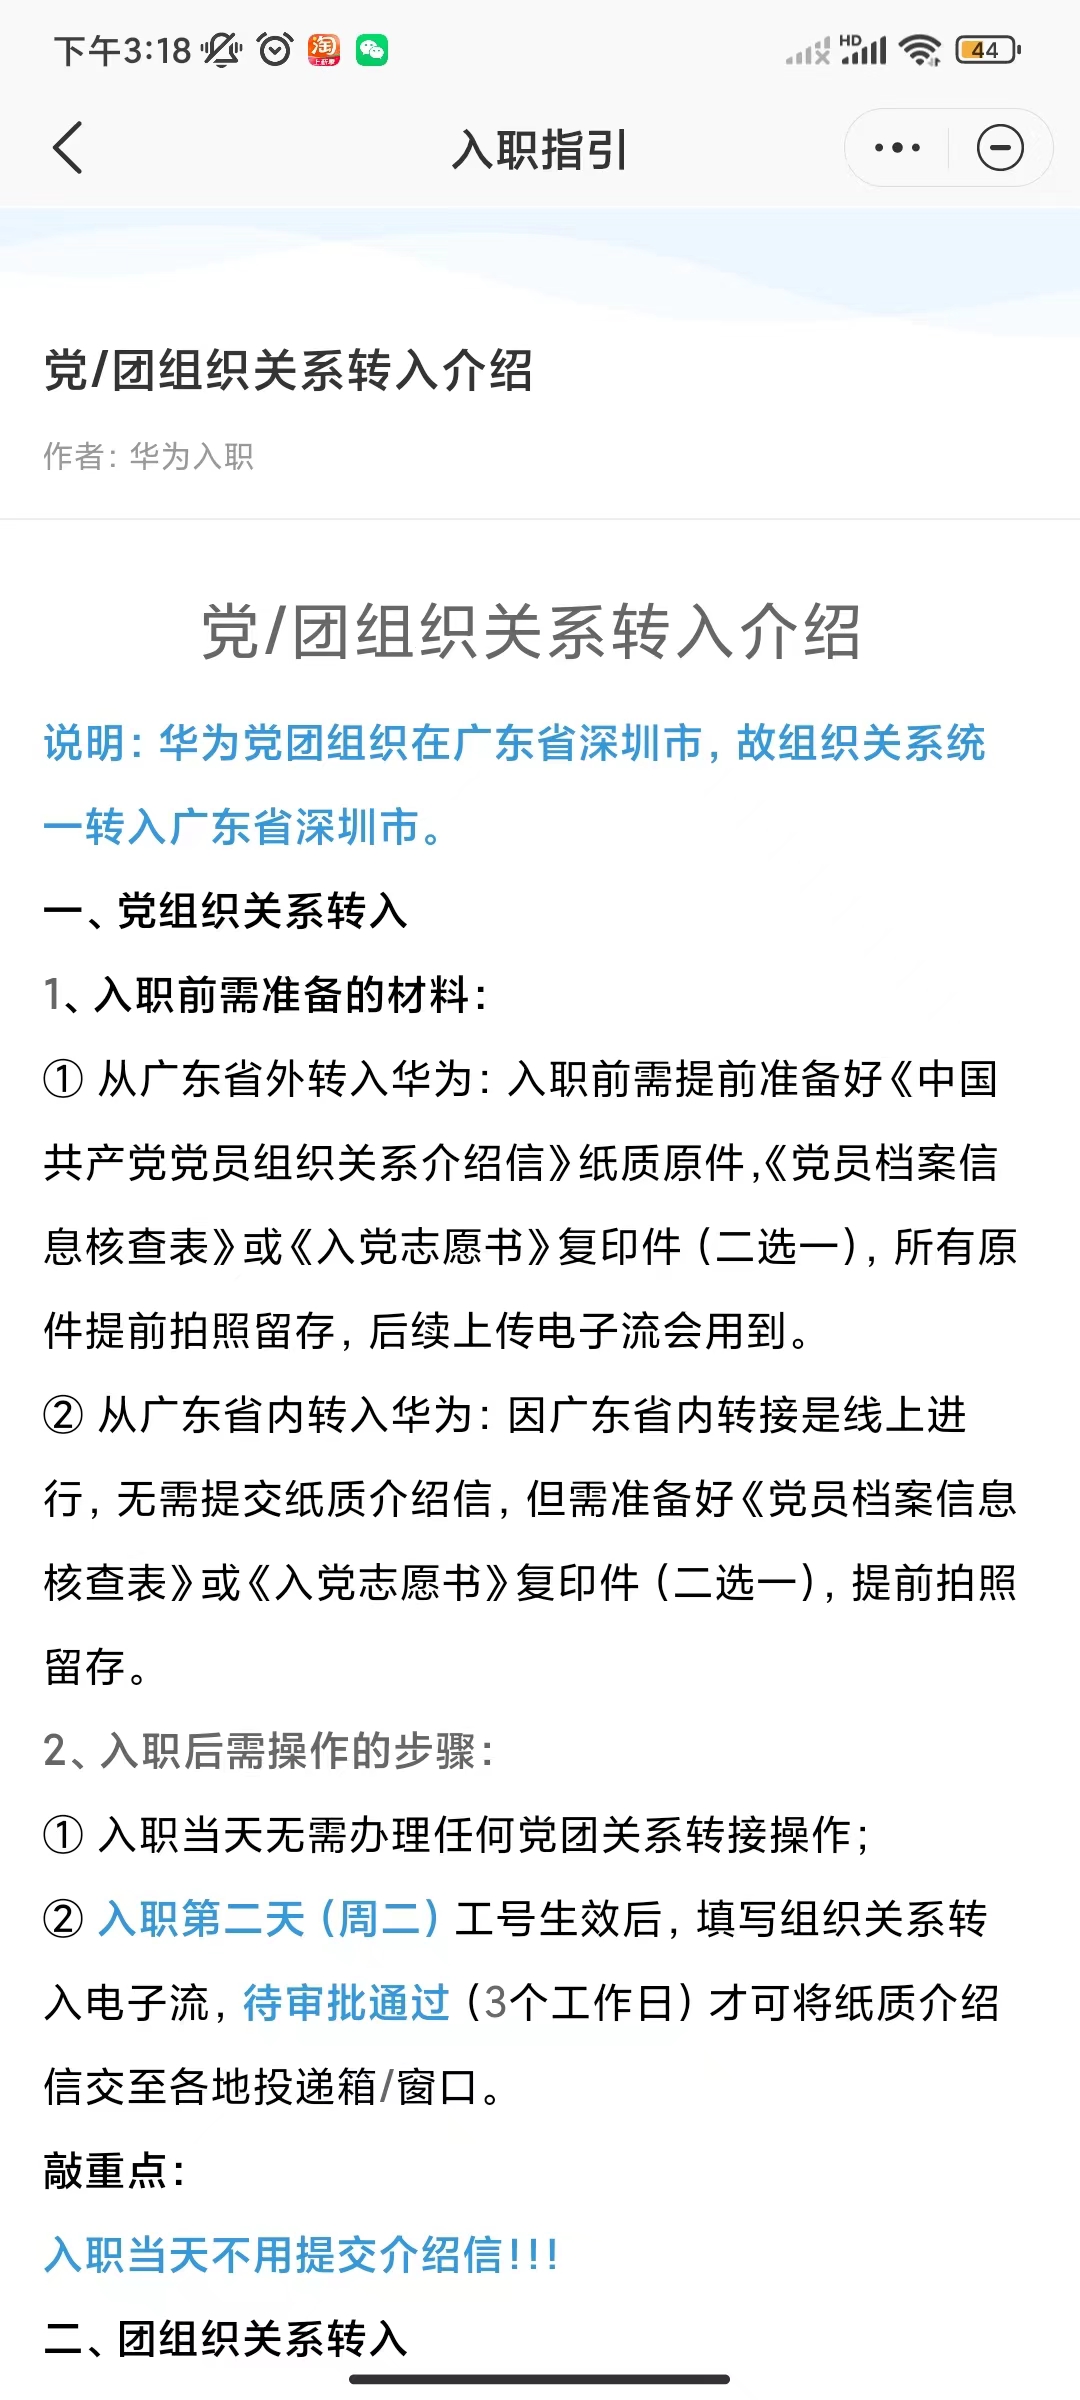 下午3:18
淘
HD
44
入职指引
党/团组织关系转入介绍
作者：华为入职
党/团组织关系转入介绍
说明：华为党团组织在广东省深圳市，故组织关系统
一转入广东省深圳市。
一、党组织关系转入
1、入职前需准备的材料：
① 从广东省外转入华为：入职前需提前准备好《中国
共产党党员组织关系介绍信》纸质原件,《党员档案信
息核查表》或《入党志愿书》复印件（二选一），所有原
件提前拍照留存，后续上传电子流会用到。
② 从广东省内转入华为：因广东省内转接是线上进
行，无需提交纸质介绍信，但需准备好《党员档案信息
核查表》或《入党志愿书》复印件（二选一），提前拍照
留存。
2、入职后需操作的步骤：
① 入职当天无需办理任何党团关系转接操作；
② 入职第二天（周二）工号生效后，填写组织关系转
入电子流，待审批通过（3个工作日）才可将纸质介绍
信交至各地投递箱/窗口。
敲重点：
入职当天不用提交介绍信！！！
二、团组织关系转入